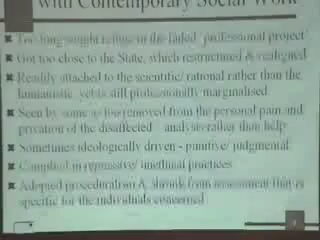 with Contemporary Social Work
Too long sought refuge in the failed 'professional project'
Got too close to the State, which restructured & realigned
Readily attached to the scientific/ rational rather than the
humanistic yet is still professionally marginalised
Seen by some as too removed from the personal pain and
privation of the disaffected analysis rather than help
Sometimes ideologically driven - punitive/ judgmental
Complicit in repressive/ unethical practices
Adopted proceduralism & shrunk from assessment that is
specific for the individuals concerned